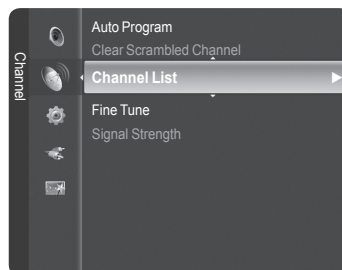 Channel
Auto Program
Clear Scrambled Channel
Channel List
Fine Tune
Signal Strength